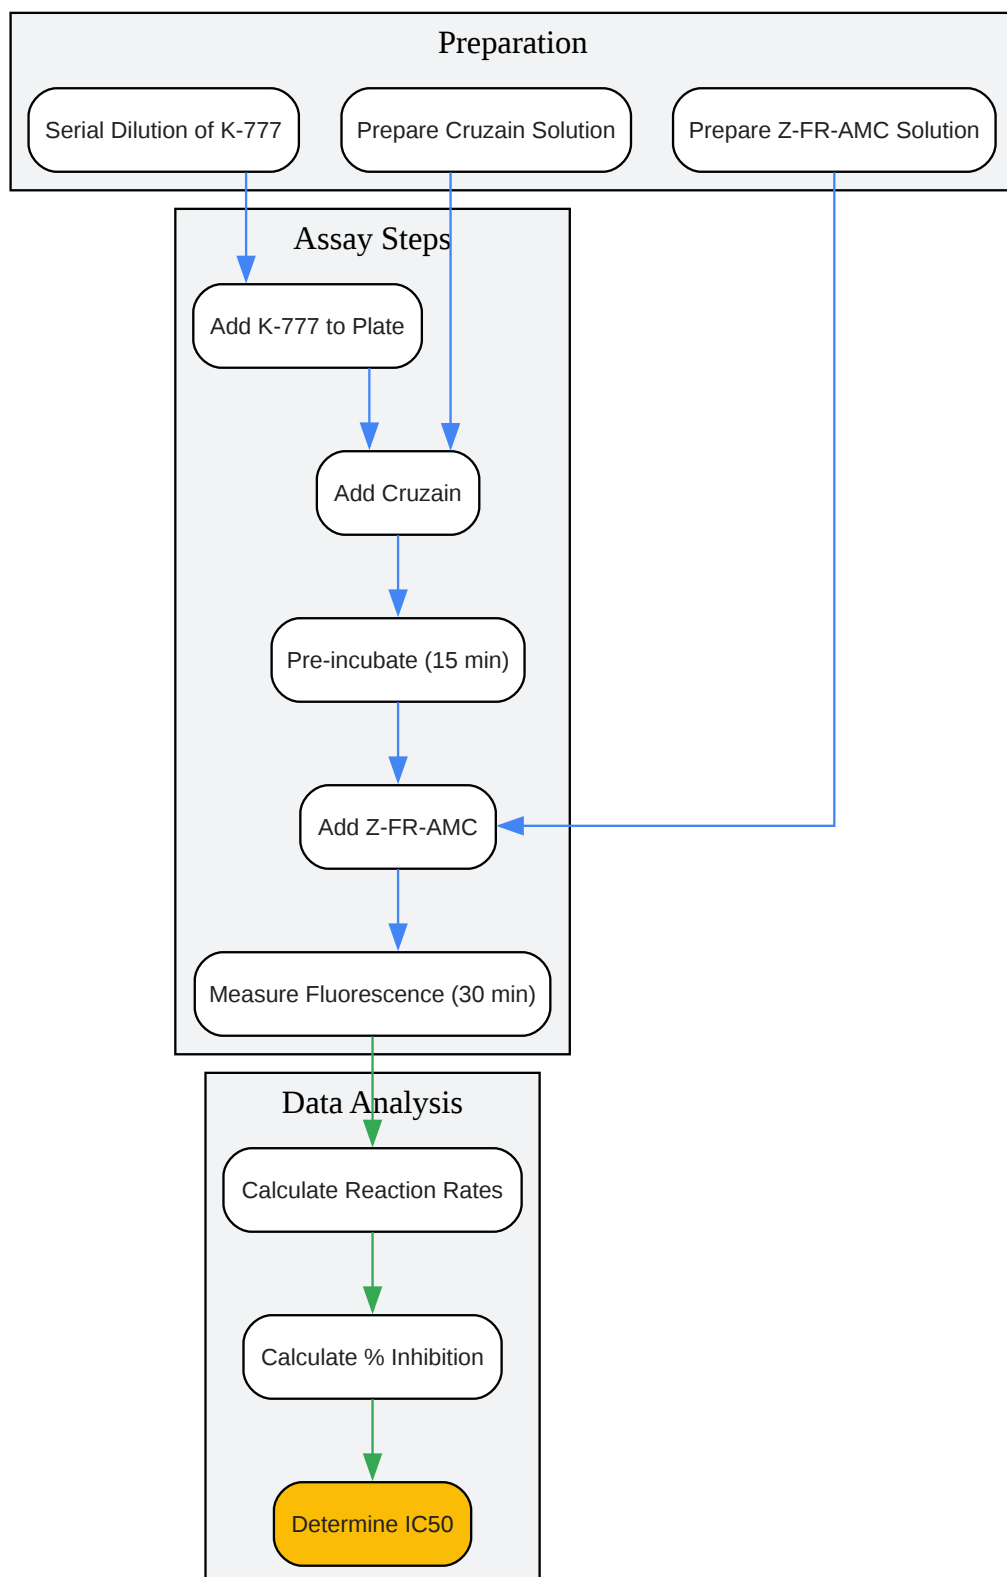 Preparation
Serial Dilution of K-777
Prepare Cruzain Solution
Prepare Z-FR-AMC Solution
Assay Steps
Add K-777 to Plate
Add Cruzain
Pre-incubate (15 min)
Add Z-FR-AMC
Measure Fluorescence (30 min)
Data Analysis
Calculate Reaction Rates
Calculate % Inhibition
Determine IC50